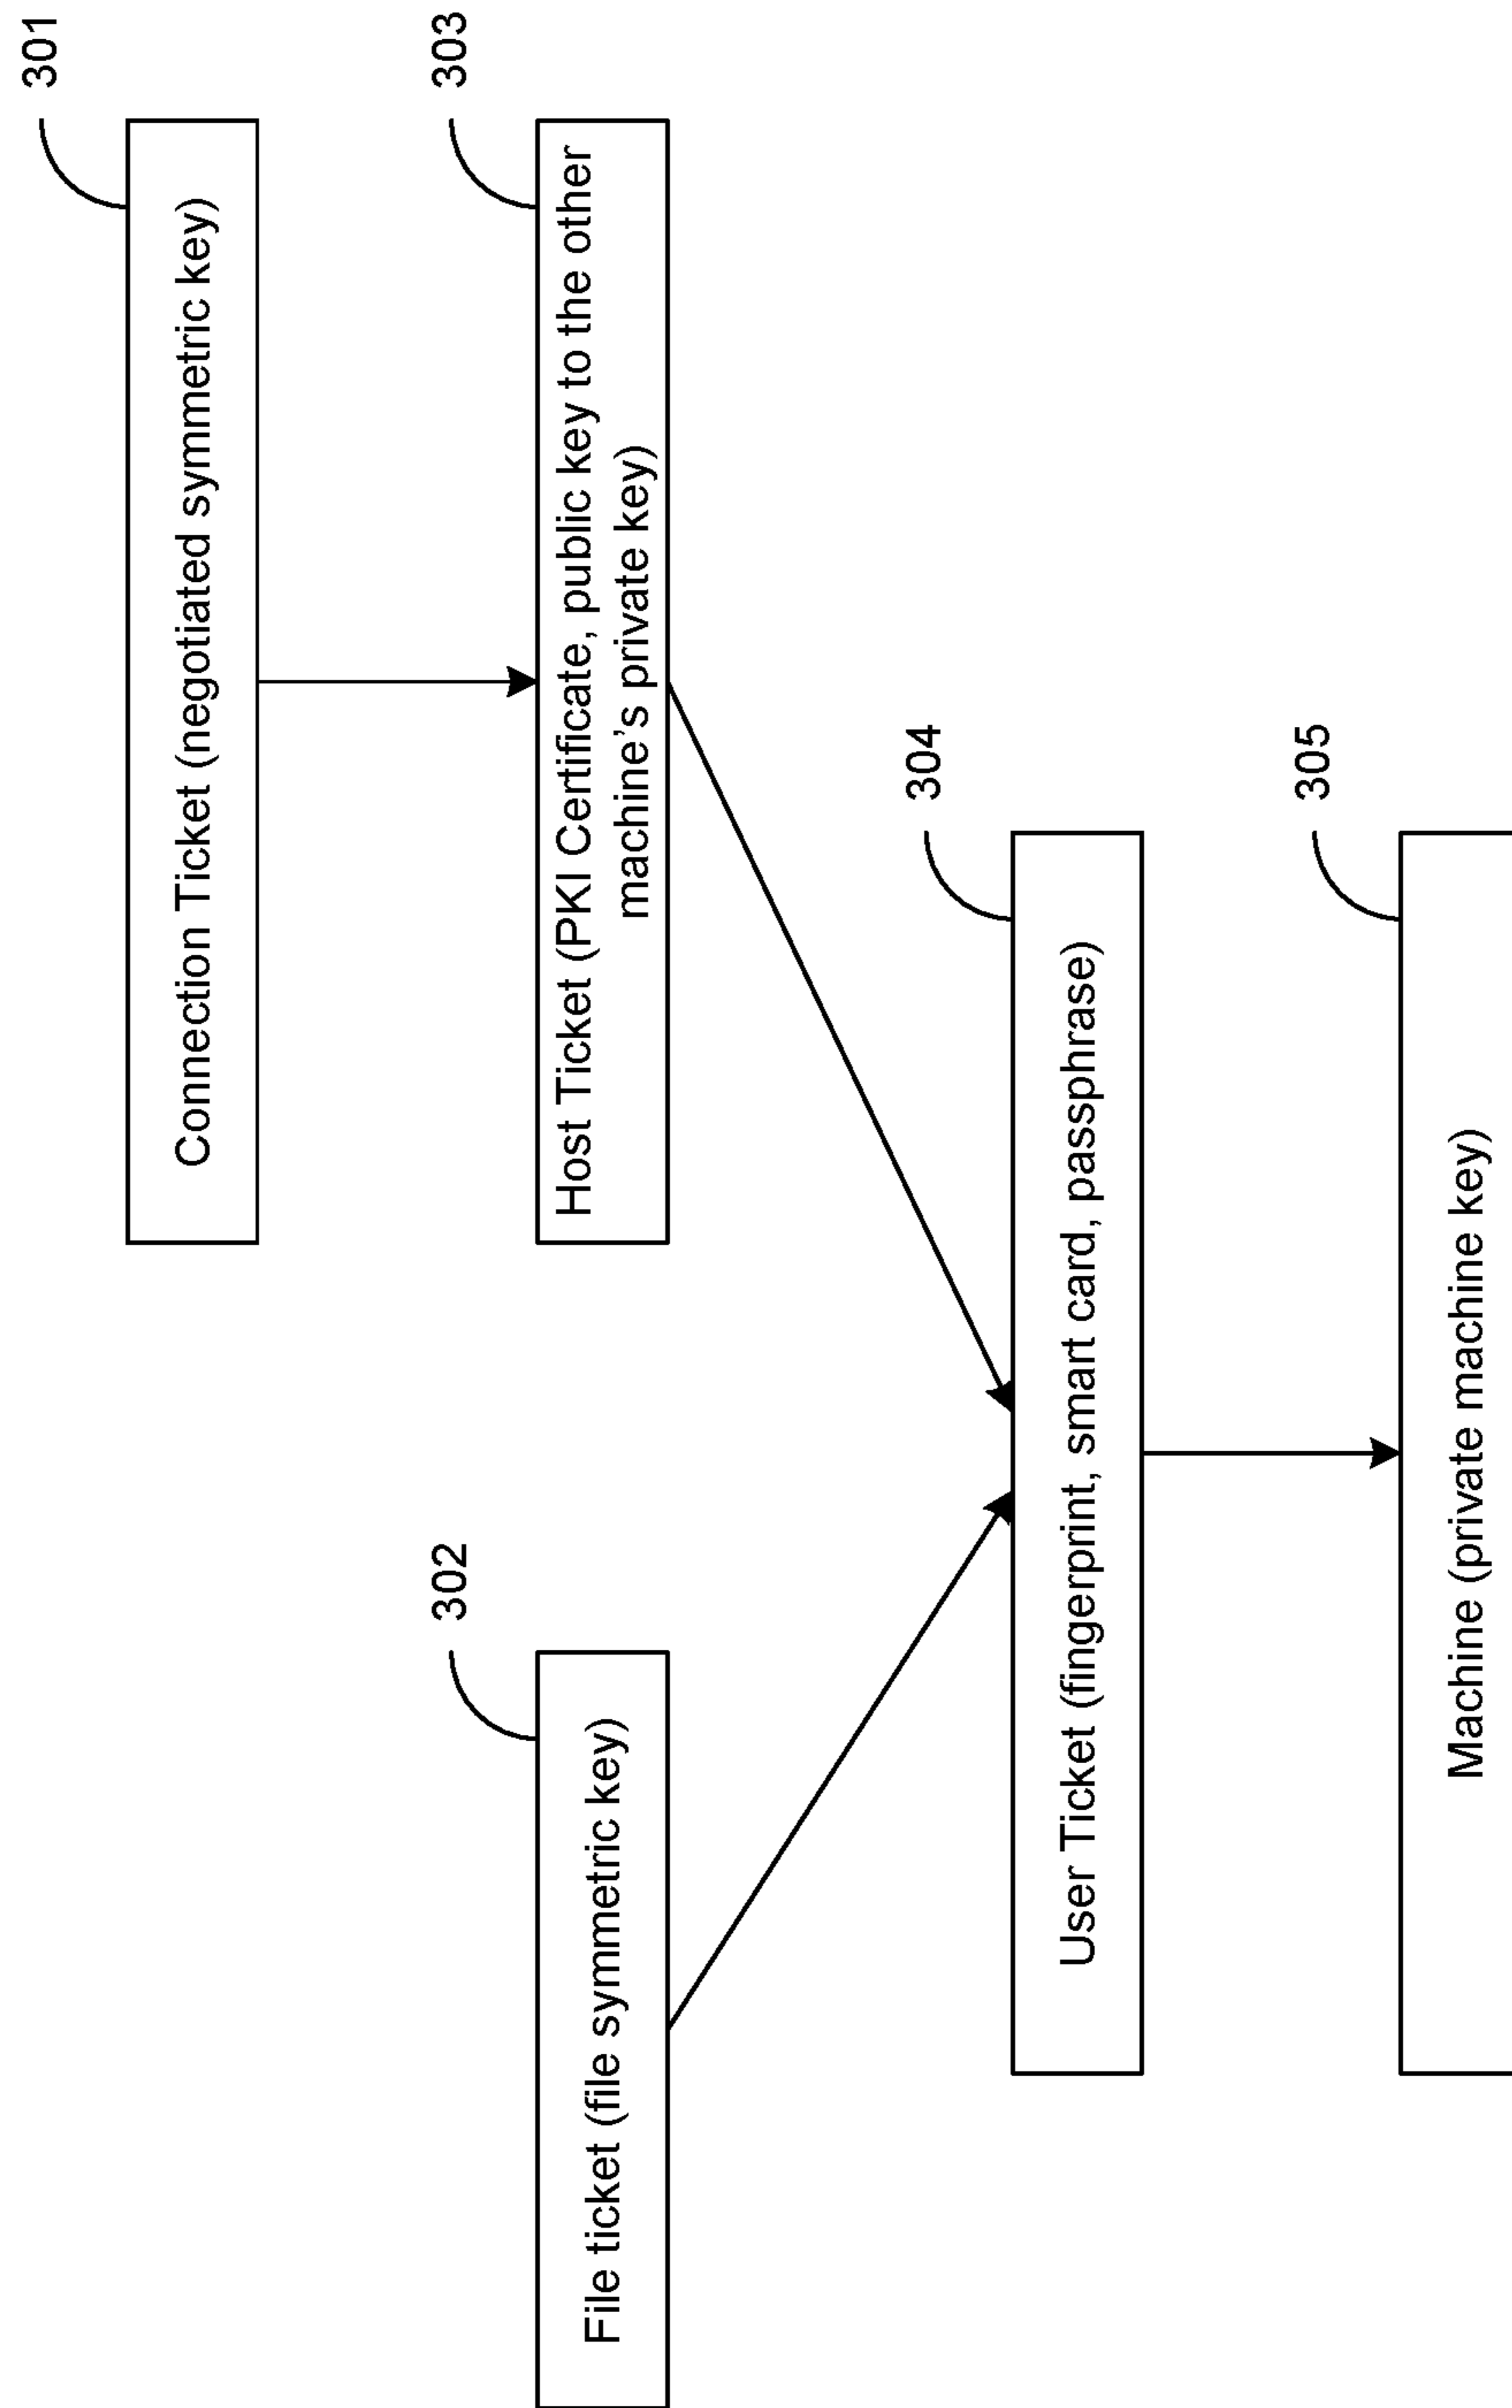 301
Connection Ticket (negotiated symmetric key)
302
303
File ticket (file symmetric key)
Host Ticket (PKI Certificate, public key to the other
machine's private key)
304
User Ticket (fingerprint, smart card, passphrase)
305
Machine (private machine key)